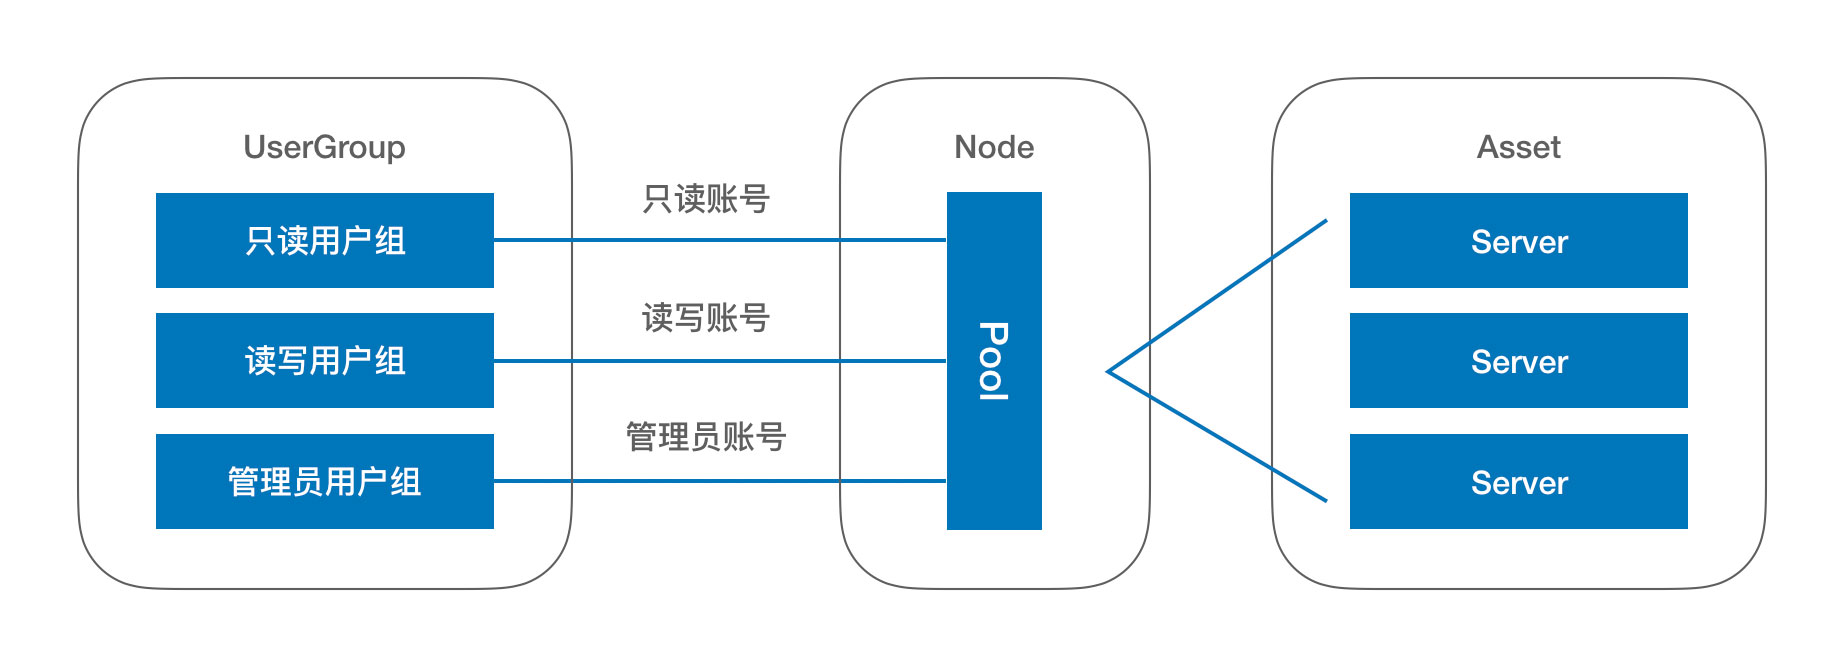 UserGroup
只读用户组
读写用户组
管理员用户组
只读账号
读写账号
管理员账号
Node
Pool
Asset
Server
Server
Server